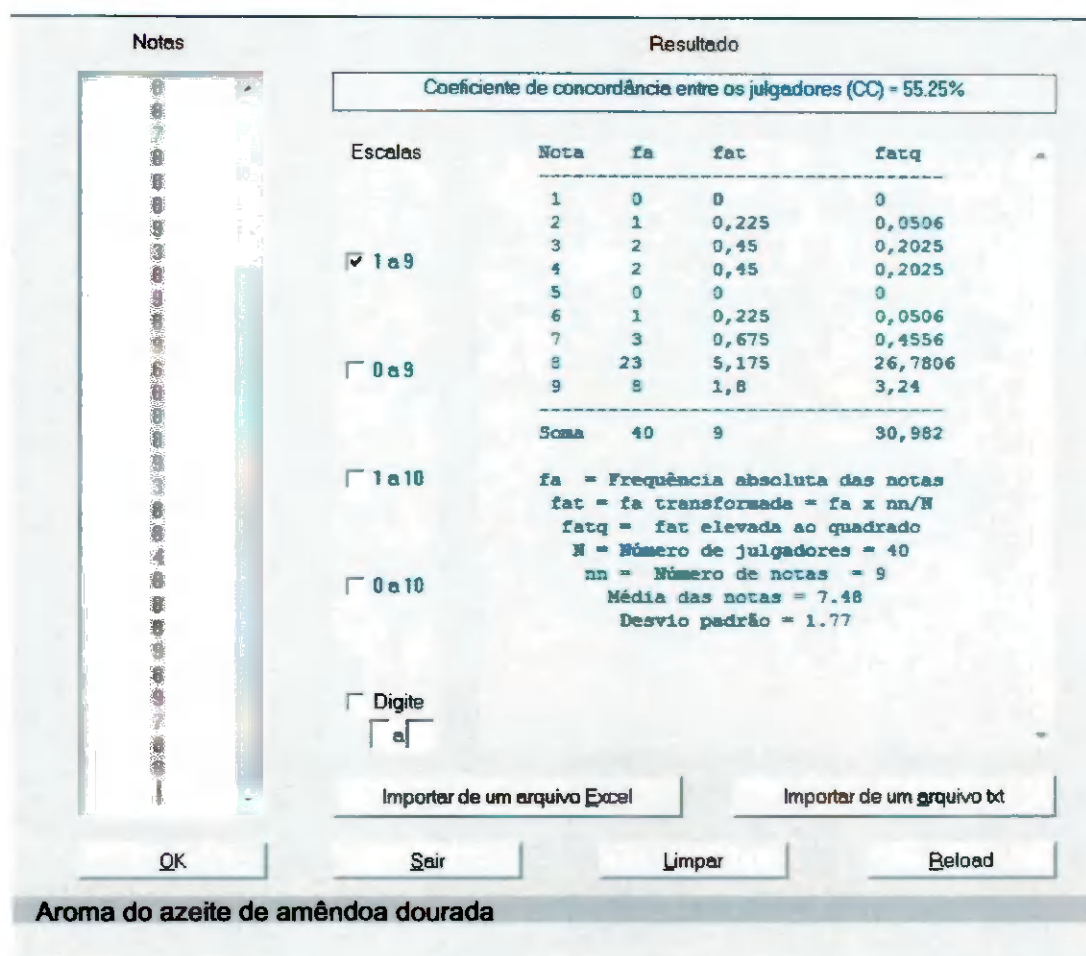 Notas
Resultado
Coeficiente de concordância entre os julgadores (CC) = 55.25%
Escalas
1 a 9
0 a 9
1 a 10
0 a 10
Digite
a
Nota fa fat fatq
1 0 0 0
2 1 0,225 0,0506
3 2 0,45 0,2025
4 2 0,45 0,2025
5 0 0 0
6 1 0,225 0,0506
7 3 0,675 0,4556
8 23 5,175 26,7806
9 8 1,8 3,24
Soma 40 9 30,982
fa = Frequência absoluta das notas
fat = fa transformada = fa x nn/N
fatq = fat elevada ao quadrado
N = Número de julgadores = 40
nn = Número de notas = 9
Média das notas = 7.48
Desvio padrão = 1.77
Importar de um arquivo Excel
Importar de um arquivo txt
OK
Sair
Limpar
Reload
Aroma do azeite de amêndoa dourada